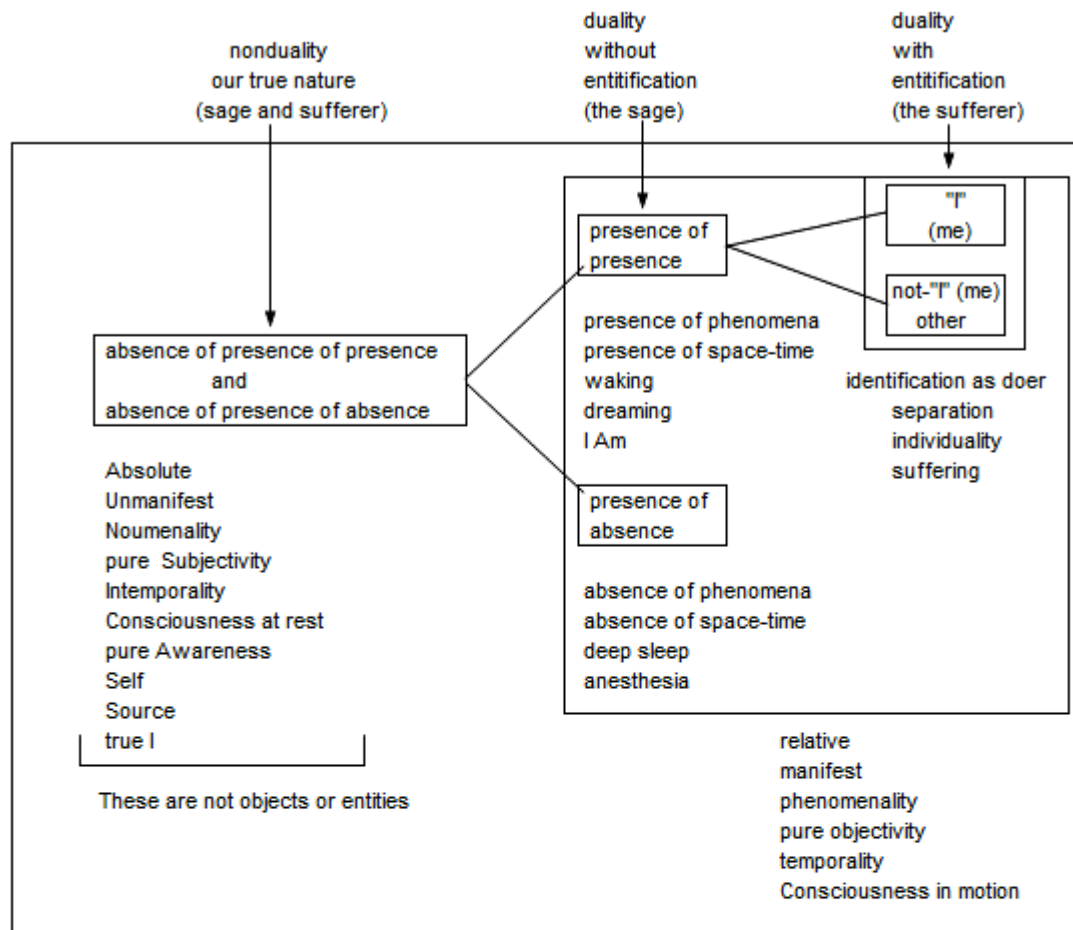 nonduality
our true nature
(sage and sufferer)
duality
without
entitification
(the sage)
duality
with
entitification
(the sufferer)
absence of presence of presence
and
absence of presence of absence
Absolute
Unmanifest
Noumenality
pure Subjectivity
Intemporality
Consciousness at rest
pure Awareness
Self
Source
true I
These are not objects or entities
presence of
presence
presence of phenomena
presence of space-time
waking
dreaming
I Am
presence of
absence
absence of phenomena
absence of space-time
deep sleep
anesthesia
"I"
(me)
not-"I" (me)
other
identification as doer
separation
individuality
suffering
relative
manifest
phenomenality
pure objectivity
temporality
Consciousness in motion